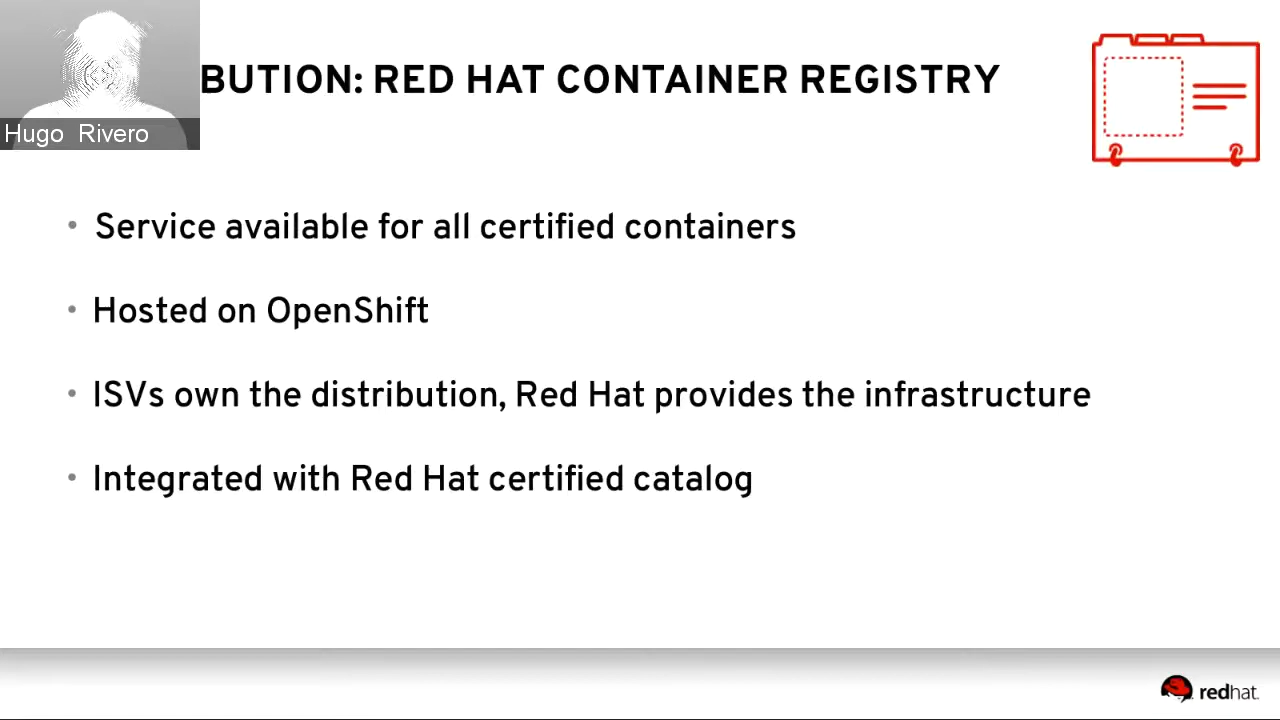 BUTION: RED HAT CONTAINER REGISTRY
Hugo Rivero
• Service available for all certified containers
• Hosted on OpenShift
• ISVs own the distribution, Red Hat provides the infrastructure
• Integrated with Red Hat certified catalog
redhat.